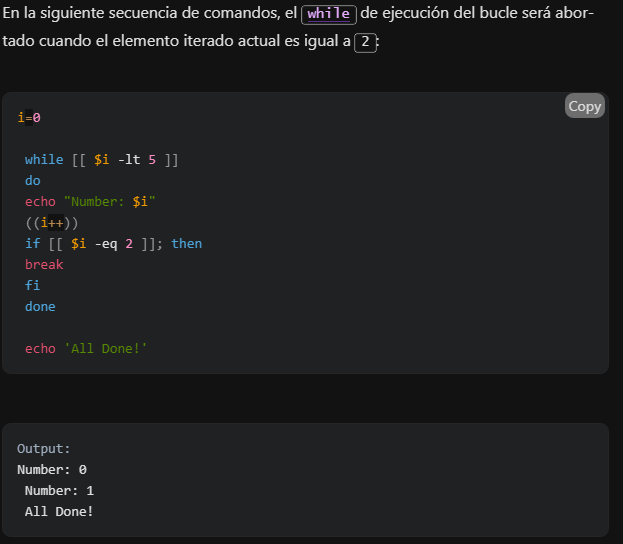 En la siguiente secuencia de comandos, el while de ejecución del bucle será abor-
tado cuando el elemento iterado actual es igual a 2:
Copy
i=0
while [[ $i -lt 5 ]]
do
echo "Number: $i"
((i++))
if [[ $i -eq 2 ]]; then
break
fi
done
echo 'All Done!'
Output:
Number: 0
Number: 1
All Done!